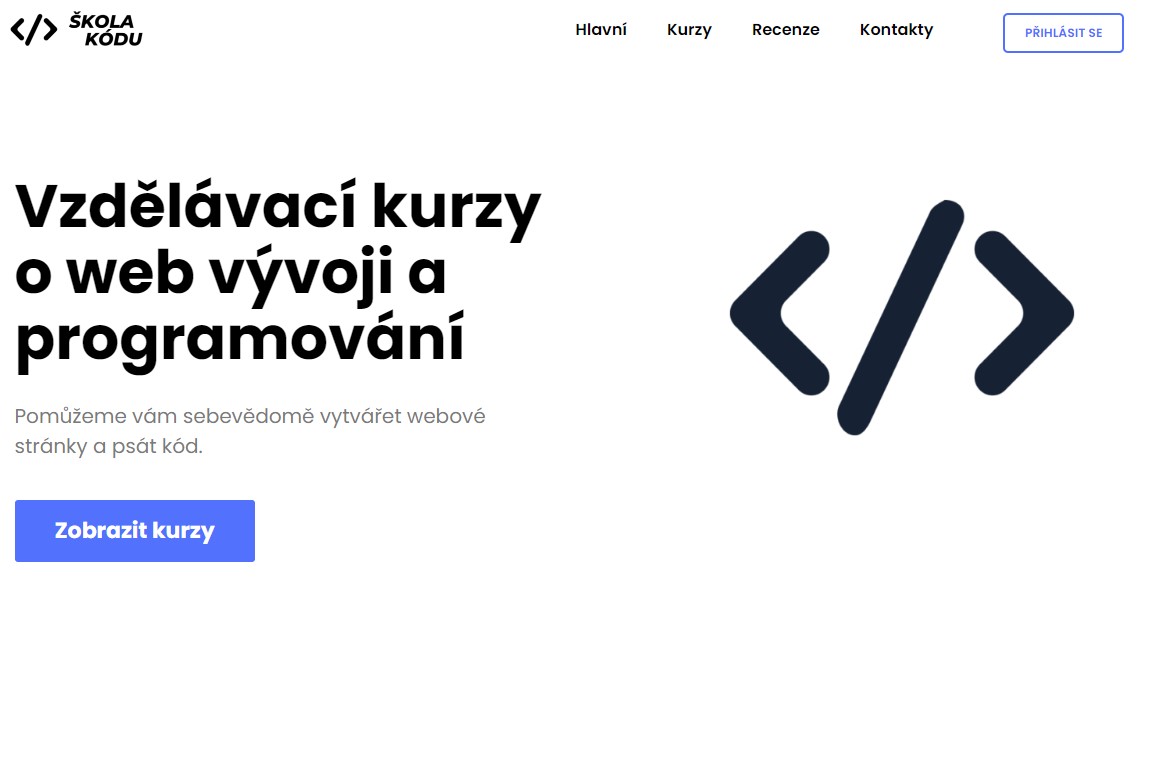 ŠKOLA
KÓDU
Hlavní Kurzy Recenze Kontakty PŘIHLÁSIT SE
Vzdělávací kurzy
o web vývoji a
programování
Pomůžeme vám sebevědomě vytvářet webové
stránky a psát kód.
Zobrazit kurzy